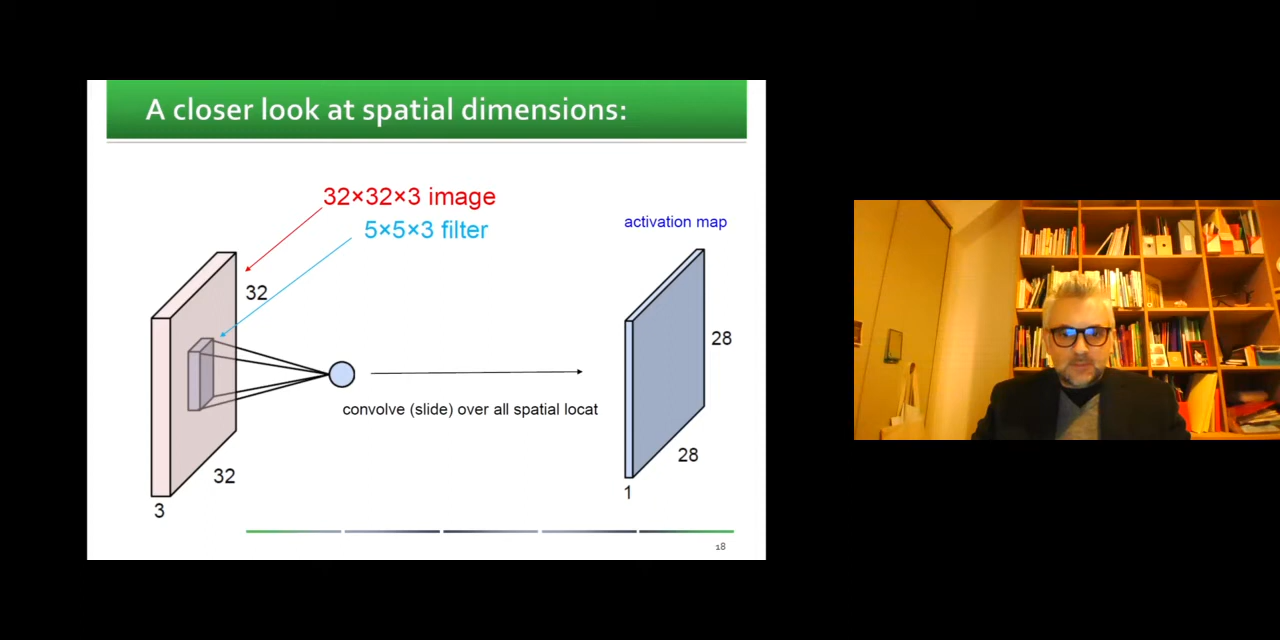 A closer look at spatial dimensions:
32×32×3 image
5×5×3 filter
activation map
32
28
convolve (slide) over all spatial locat
32
28
3
1
18